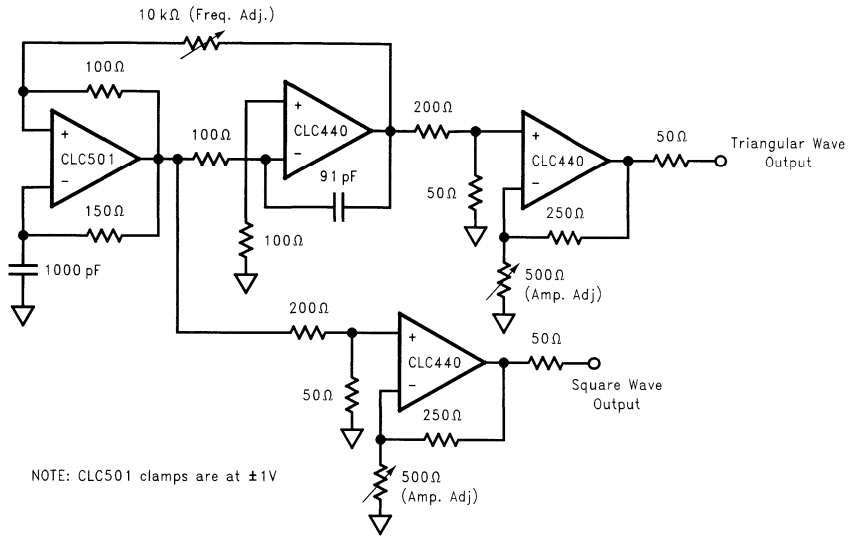 10 kΩ (Freq. Adj.)
100Ω
+
CLC501
−
150Ω
1000 pF
100Ω
+
CLC440
−
91 pF
100Ω
200Ω
50Ω
+
CLC440
−
250Ω
500Ω
(Amp. Adj)
50Ω
Triangular Wave
Output
200Ω
50Ω
+
CLC440
−
250Ω
500Ω
(Amp. Adj)
50Ω
Square Wave
Output
NOTE: CLC501 clamps are at ±1V